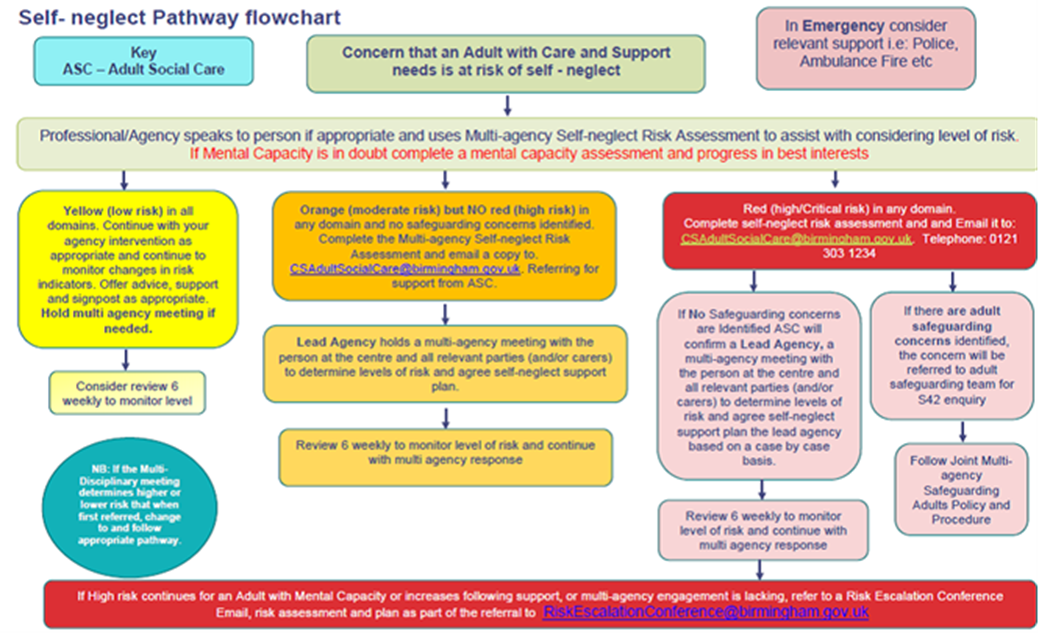 Self- neglect Pathway flowchart
Key
ASC – Adult Social Care
Concern that an Adult with Care and Support
needs is at risk of self - neglect
In Emergency consider
relevant support i.e: Police,
Ambulance Fire etc
Professional/Agency speaks to person if appropriate and uses Multi-agency Self-neglect Risk Assessment to assist with considering level of risk.
If Mental Capacity is in doubt complete a mental capacity assessment and progress in best interests
Yellow (low risk) in all
domains. Continue with your
agency intervention as
appropriate and continue to
monitor changes in risk
indicators. Offer advice, support
and signpost as appropriate.
Hold multi agency meeting if
needed.
Consider review 6
weekly to monitor level
NB: If the Multi-
Disciplinary meeting
determines higher or
lower risk that when
first referred, change
to and follow
appropriate pathway.
Orange (moderate risk) but NO red (high risk) in
any domain and no safeguarding concerns identified.
Complete the Multi-agency Self-neglect Risk
Assessment and email a copy to.
CSAdultSocialCare@birmingham.gov.uk. Referring for
support from ASC.
Lead Agency holds a multi-agency meeting with the
person at the centre and all relevant parties (and/or carers)
to determine levels of risk and agree self-neglect support
plan.
Review 6 weekly to monitor level of risk and continue
with multi agency response
Red (high/Critical risk) in any domain.
Complete self-neglect risk assessment and and Email it to:
CSAdultSocialCare@birmingham.gov.uk. Telephone: 0121
303 1234
If No Safeguarding concerns
are Identified ASC will
confirm a Lead Agency, a
multi-agency meeting with
the person at the centre and
all relevant parties (and/or
carers) to determine levels of
risk and agree self-neglect
support plan the lead agency
based on a case by case
basis.
Review 6 weekly to monitor
level of risk and continue with
multi agency response
If there are adult
safeguarding
concerns identified,
the concern will be
referred to adult
safeguarding team for
S42 enquiry
Follow Joint Multi-
agency
Safeguarding
Adults Policy and
Procedure
If High risk continues for an Adult with Mental Capacity or increases following support, or multi-agency engagement is lacking, refer to a Risk Escalation Conference
Email, risk assessment and plan as part of the referral to RiskEscalationConference@birmingham.gov.uk